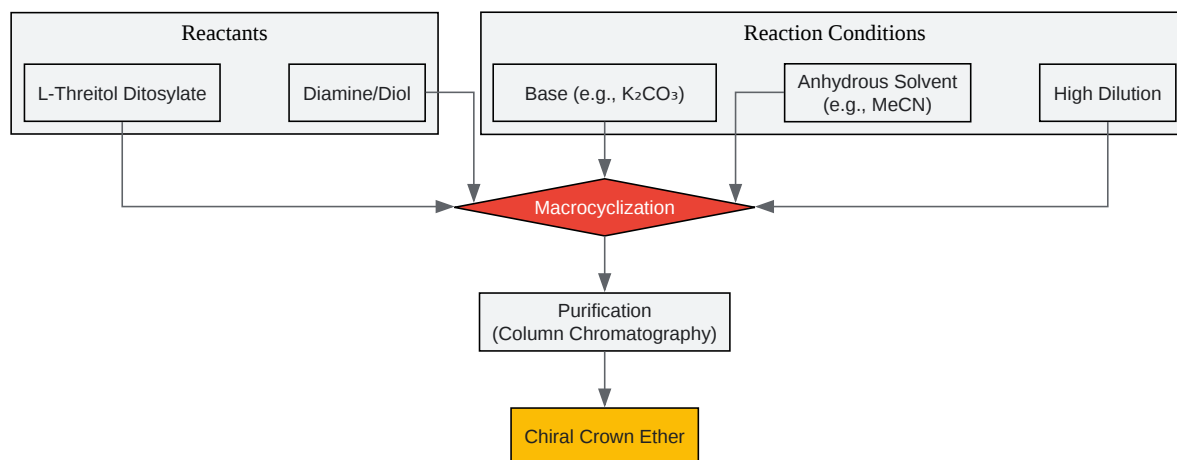 Reactants
Reaction Conditions
L-Threitol Ditosylate
Diamine/Diol
Base (e.g., K₂CO₃)
Anhydrous Solvent
(e.g., MeCN)
High Dilution
Macrocyclization
Purification
(Column Chromatography)
Chiral Crown Ether